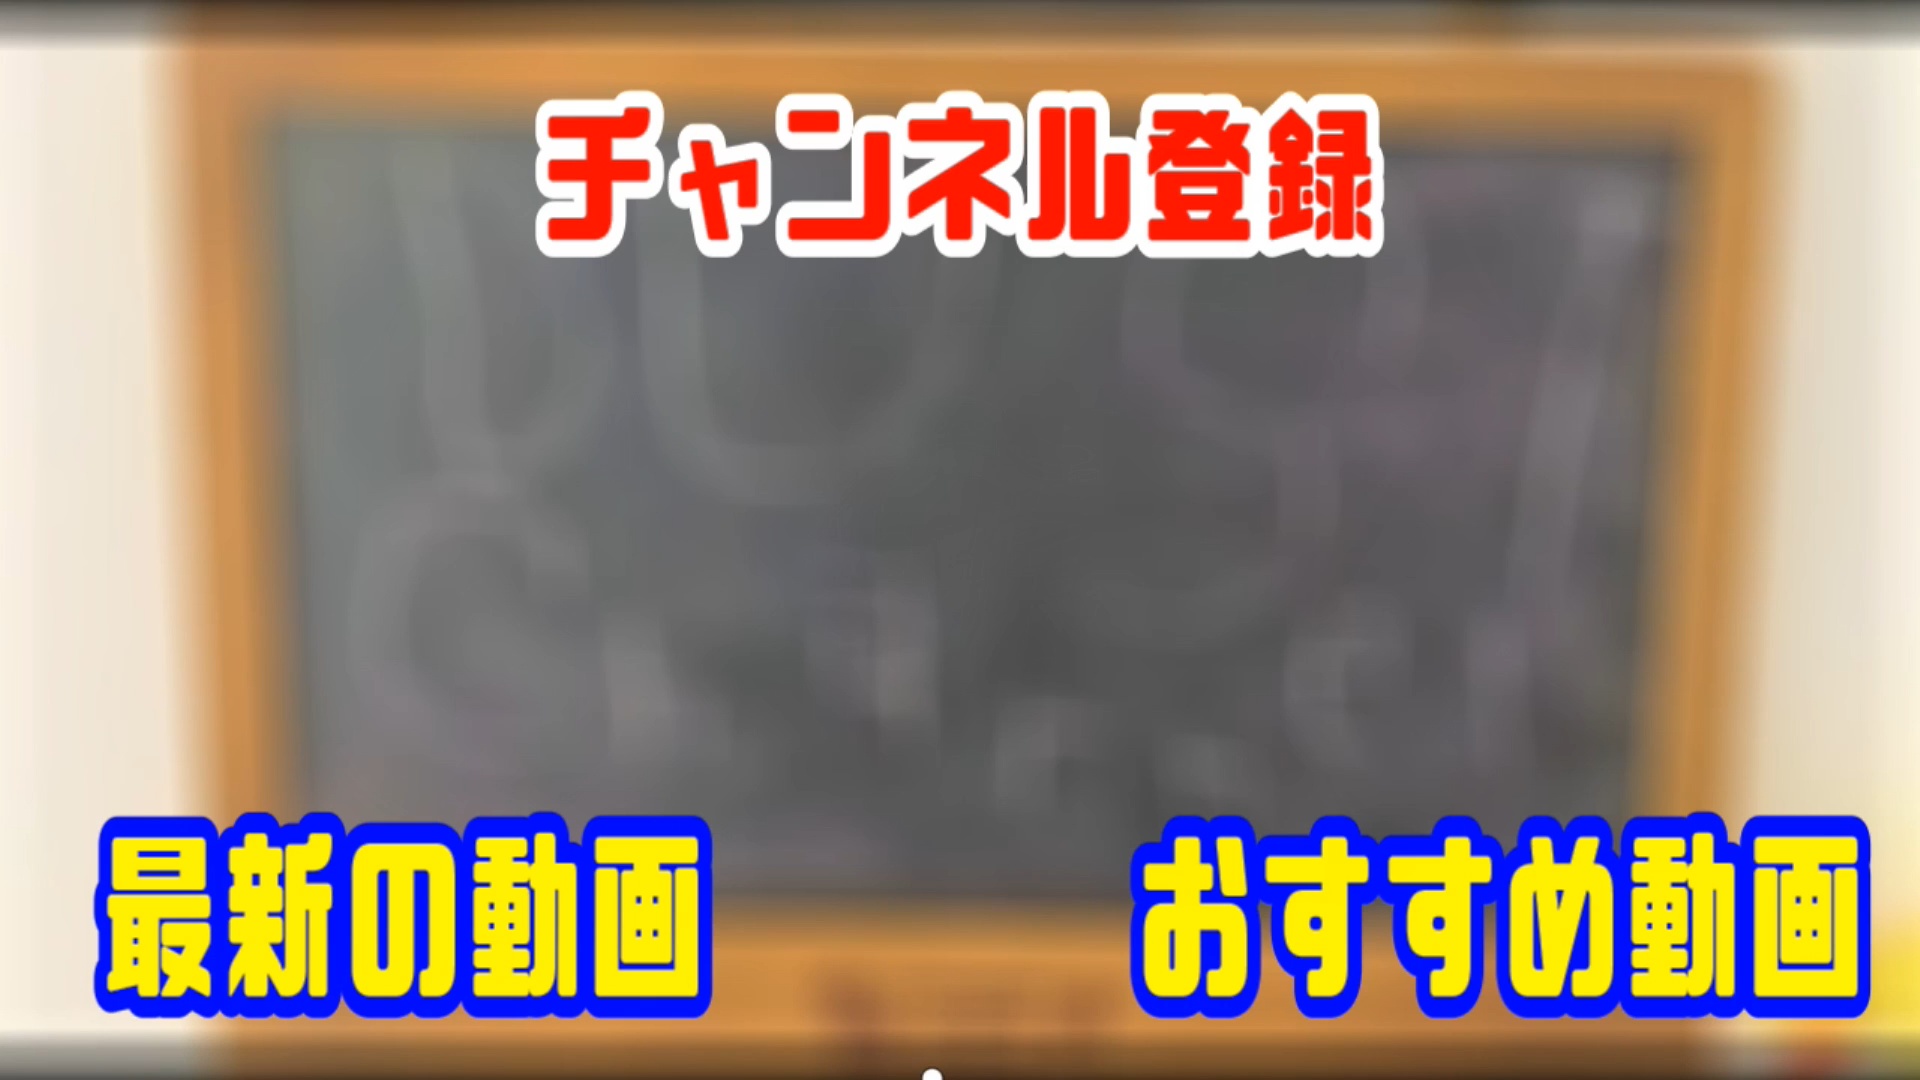 チャンネル登録
最新の動画
おすすめ動画